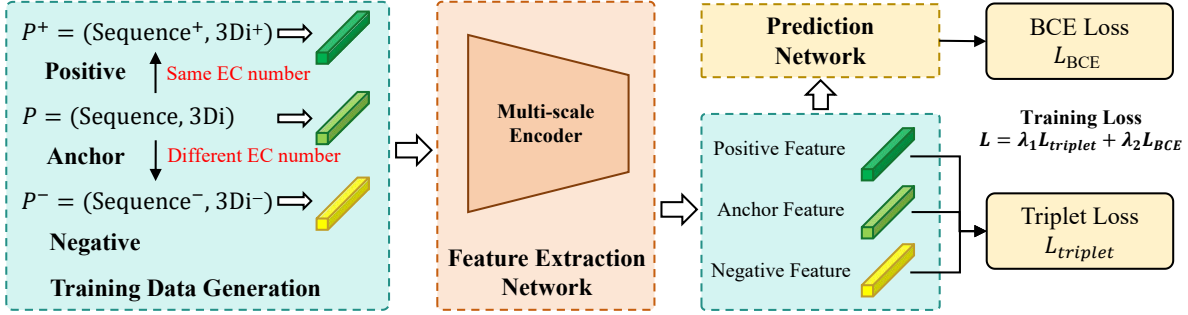 P⁺ = (Sequence⁺, 3Di⁺)
Positive
Same EC number
P = (Sequence, 3Di)
Anchor
Different EC number
P⁻ = (Sequence⁻, 3Di⁻)
Negative
Training Data Generation
Multi-scale
Encoder
Feature Extraction
Network
Prediction
Network
Positive Feature
Anchor Feature
Negative Feature
BCE Loss
L_BCE
Training Loss
L = λ₁L_triplet + λ₂L_BCE
Triplet Loss
L_triplet